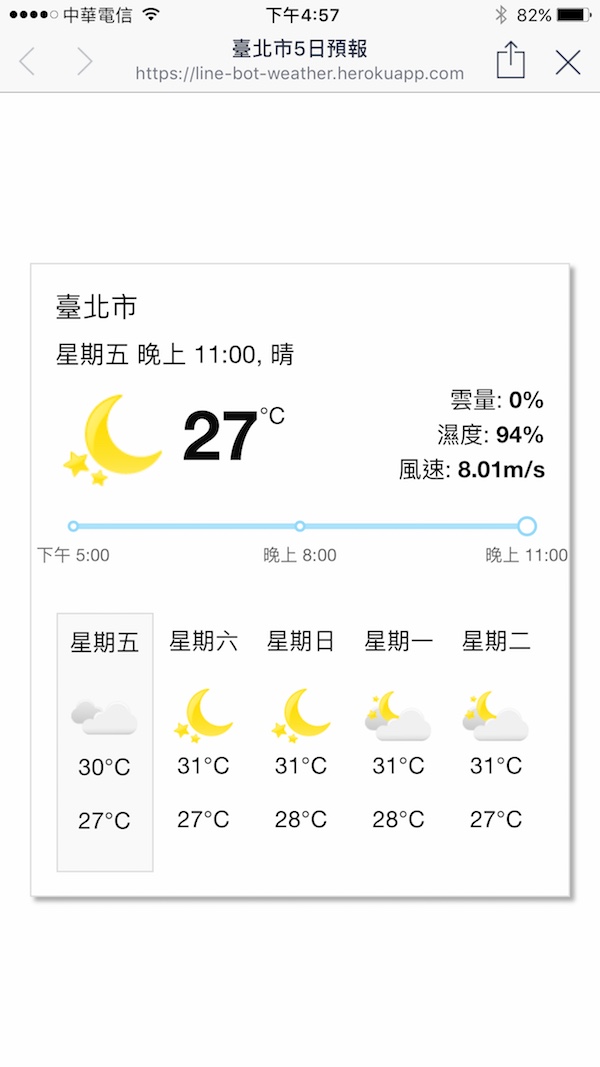 中華電信 下午4:57 82%
臺北市5日預報
https://line-bot-weather.herokuapp.com
臺北市
星期五 晚上 11:00, 晴
27°C
雲量: 0%
濕度: 94%
風速: 8.01m/s
下午 5:00 晚上 8:00 晚上 11:00
星期五 星期六 星期日 星期一 星期二
30°C 31°C 31°C 31°C 31°C
27°C 27°C 28°C 28°C 27°C